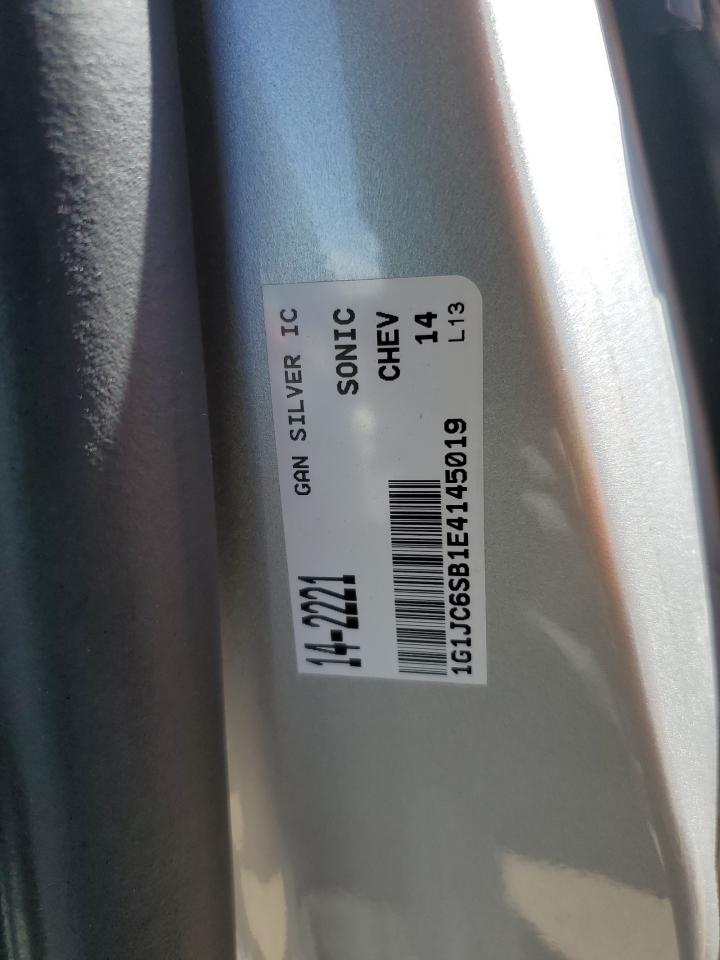 14-2221 GAN SILVER IC
SONIC
CHEV
14
1G1JC6SB1E4145019 L13